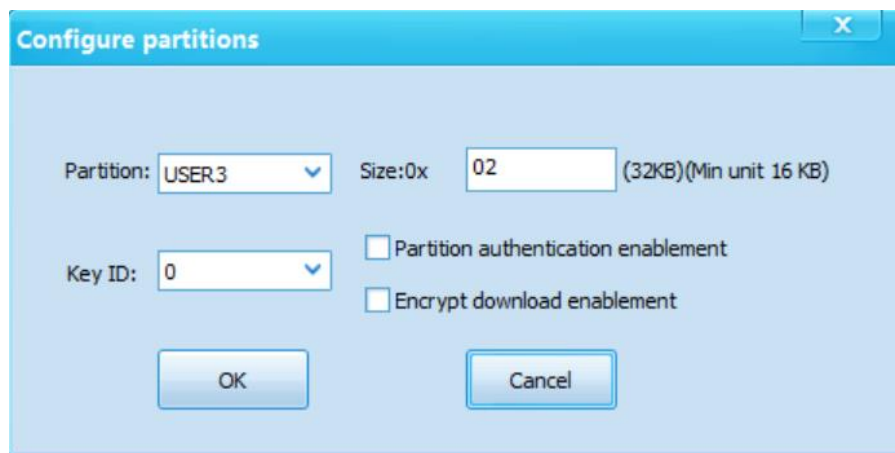 Configure partitions
X
Partition: USER3 Size:0x 02 (32KB)(Min unit 16 KB)
Partition authentication enablement
Key ID: 0
Encrypt download enablement
OK Cancel